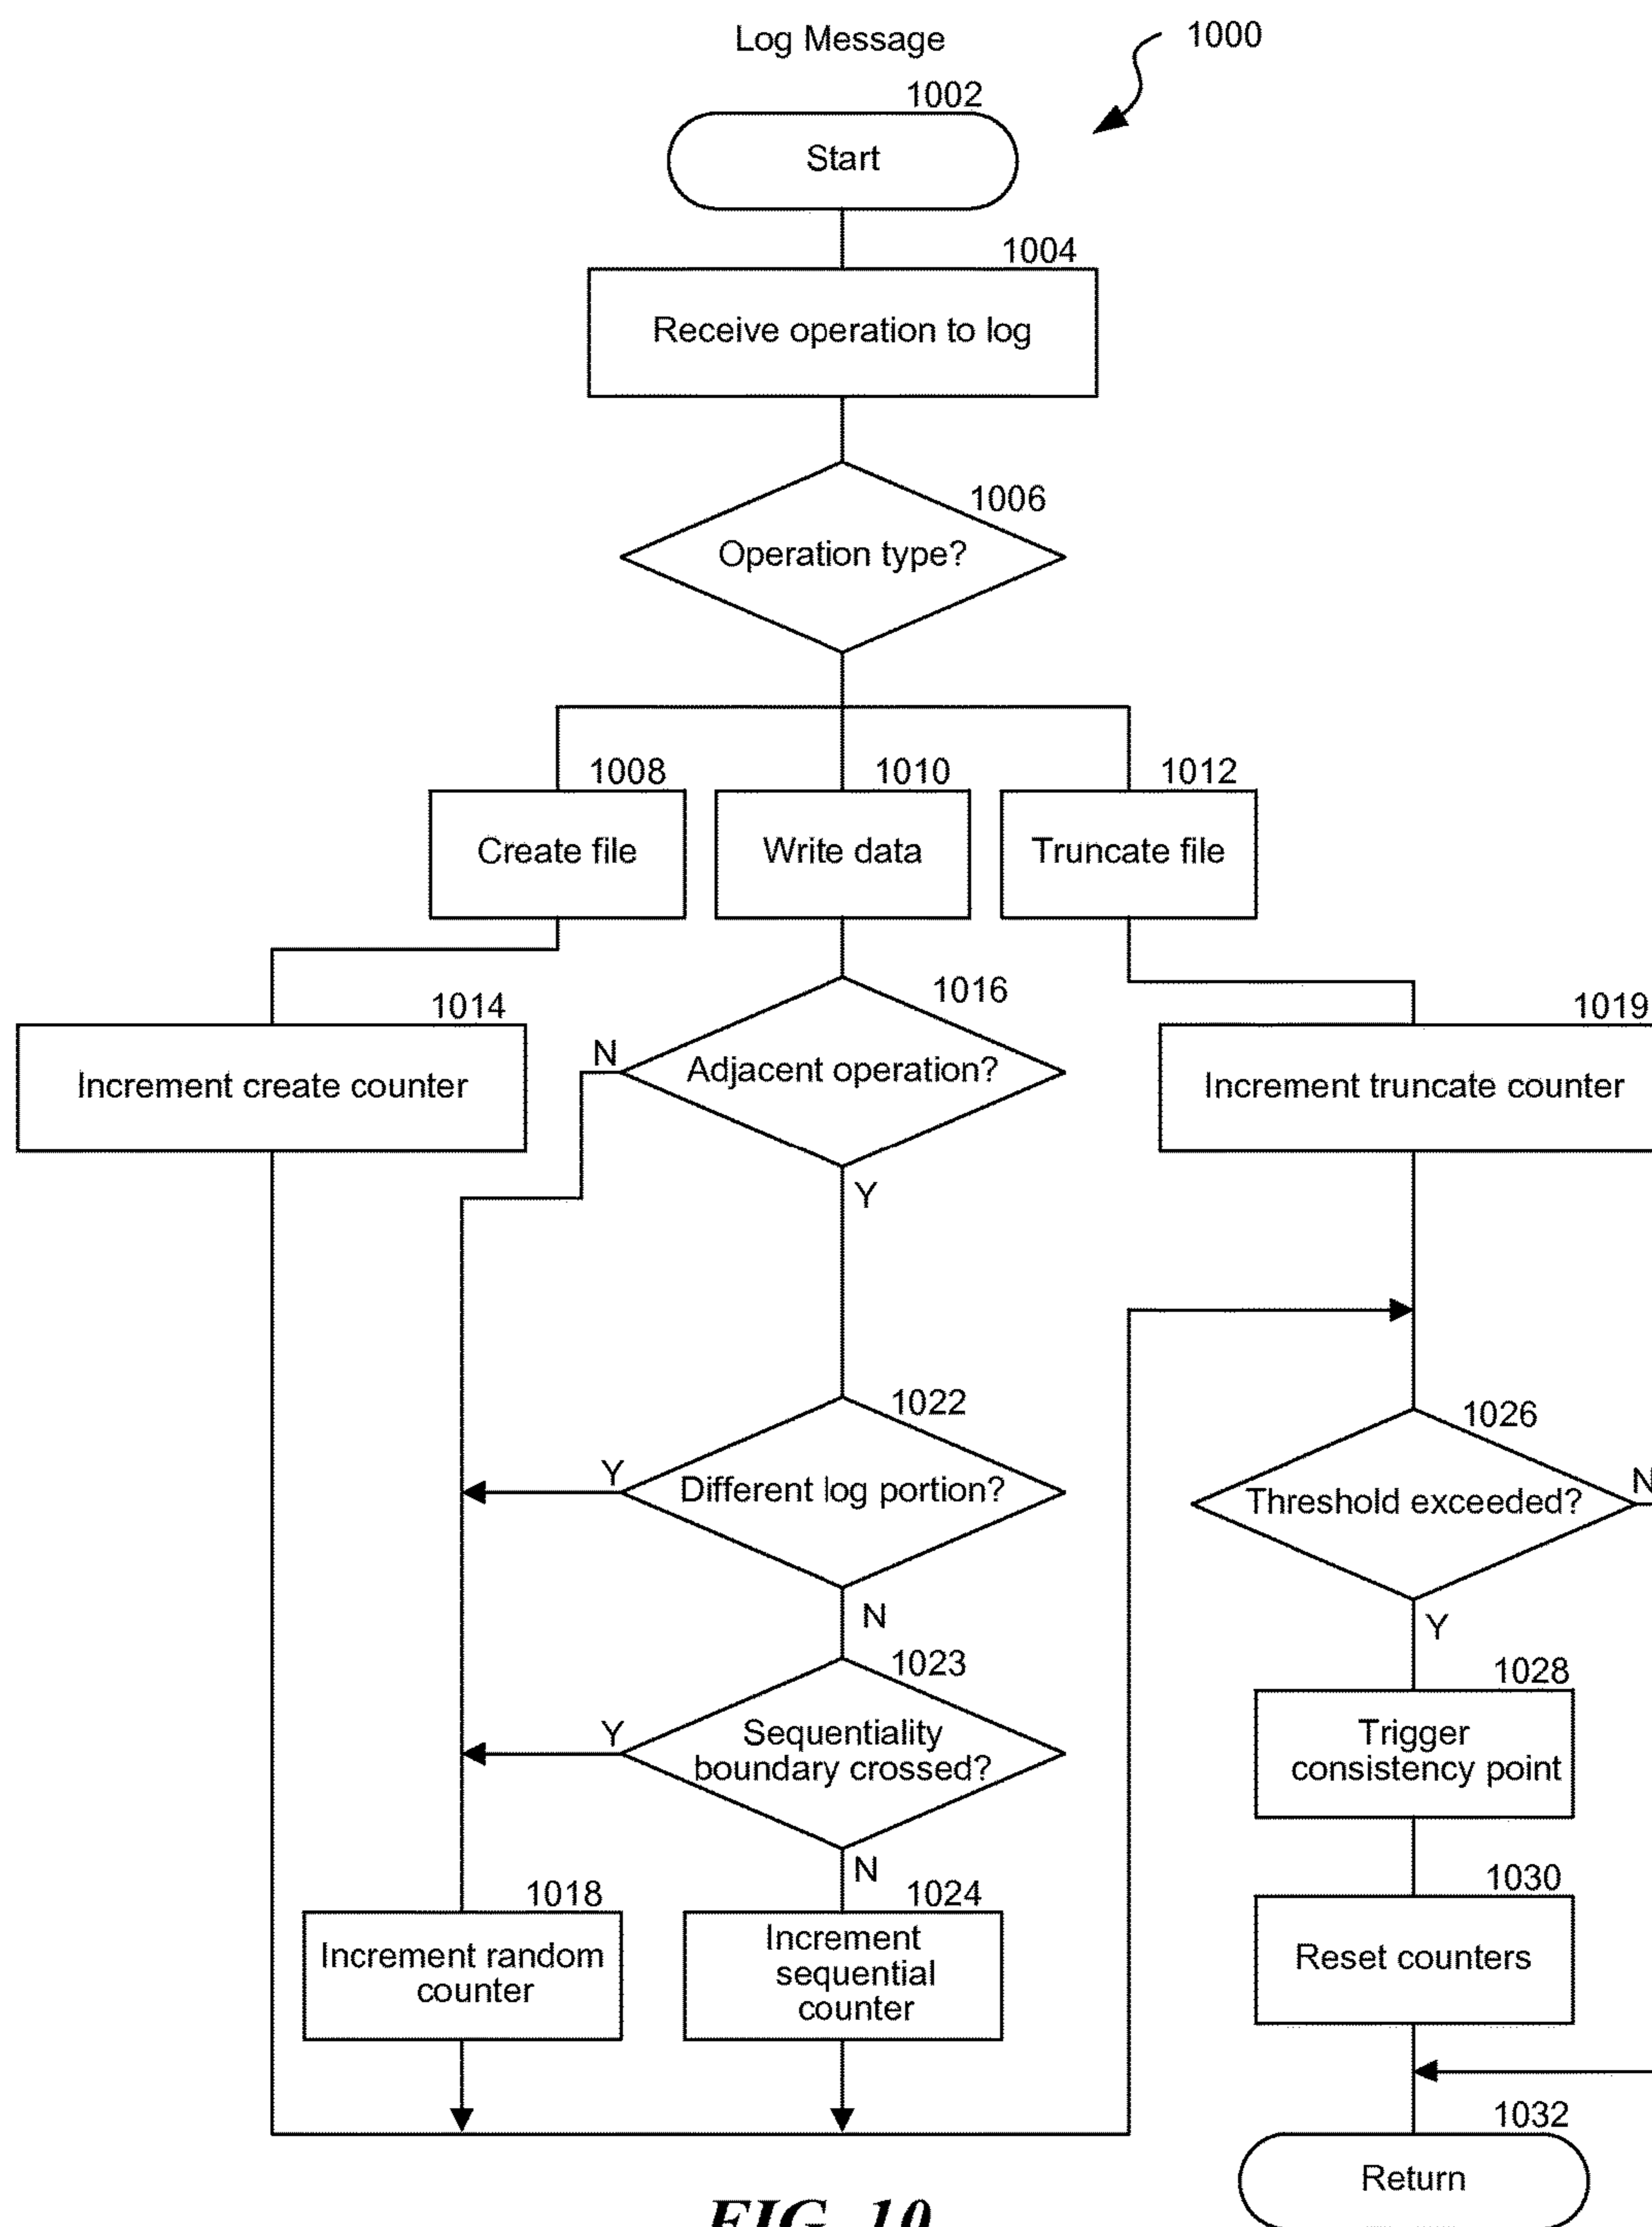 Log Message
1000
1002
Start
1004
Receive operation to log
1006
Operation type?
1008
Create file
1010
Write data
1012
Truncate file
1014
Increment create counter
1016
Adjacent operation?
N
Y
1019
Increment truncate counter
1022
Different log portion?
Y
N
1023
Sequentiality
boundary crossed?
Y
N
1018
Increment random
counter
1024
Increment
sequential
counter
1026
Threshold exceeded?
N
Y
1028
Trigger
consistency point
1030
Reset counters
1032
Return
FIG. 10